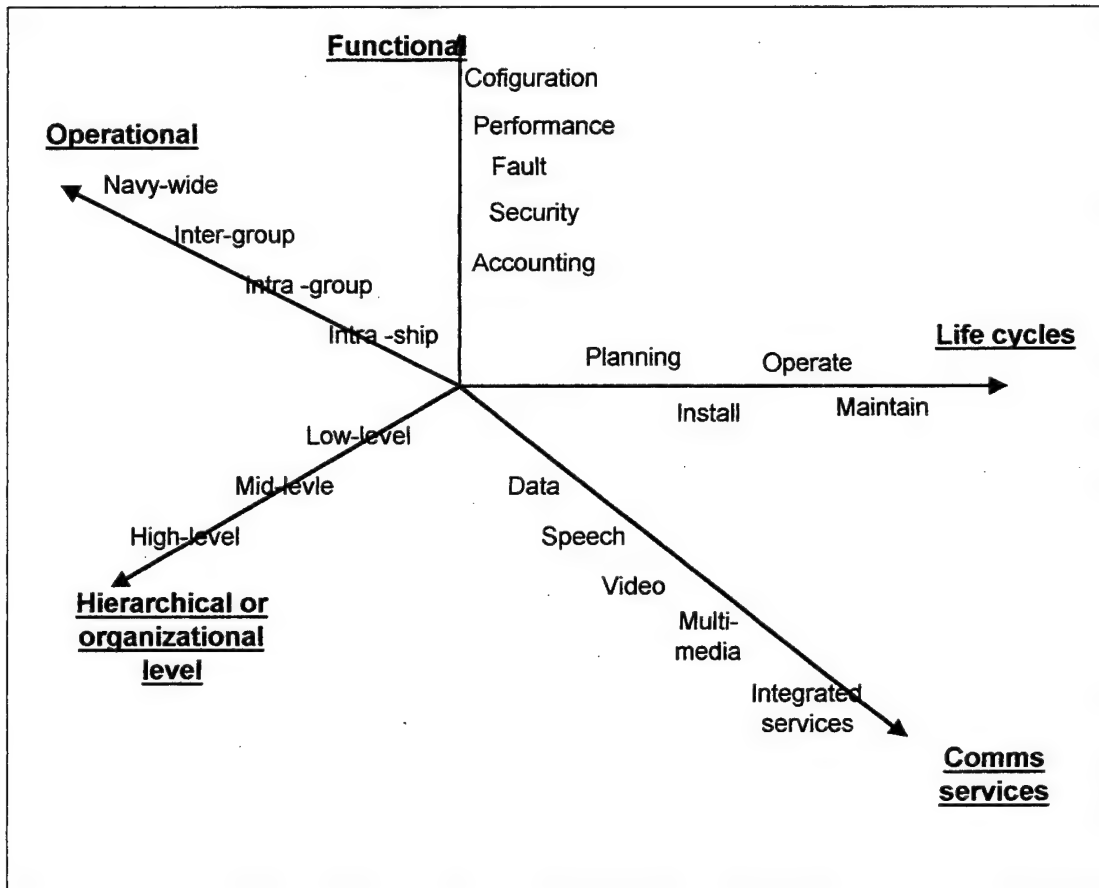 Functional
Cofiguration
Performance
Fault
Security
Accounting
Operational
Navy-wide
Inter-group
Intra -group
Intra -ship
Life cycles
Planning
Operate
Install
Maintain
Low-level
Mid-levle
High-level
Hierarchical or
organizational
level
Data
Speech
Video
Multi-
media
Integrated
services
Comms
services